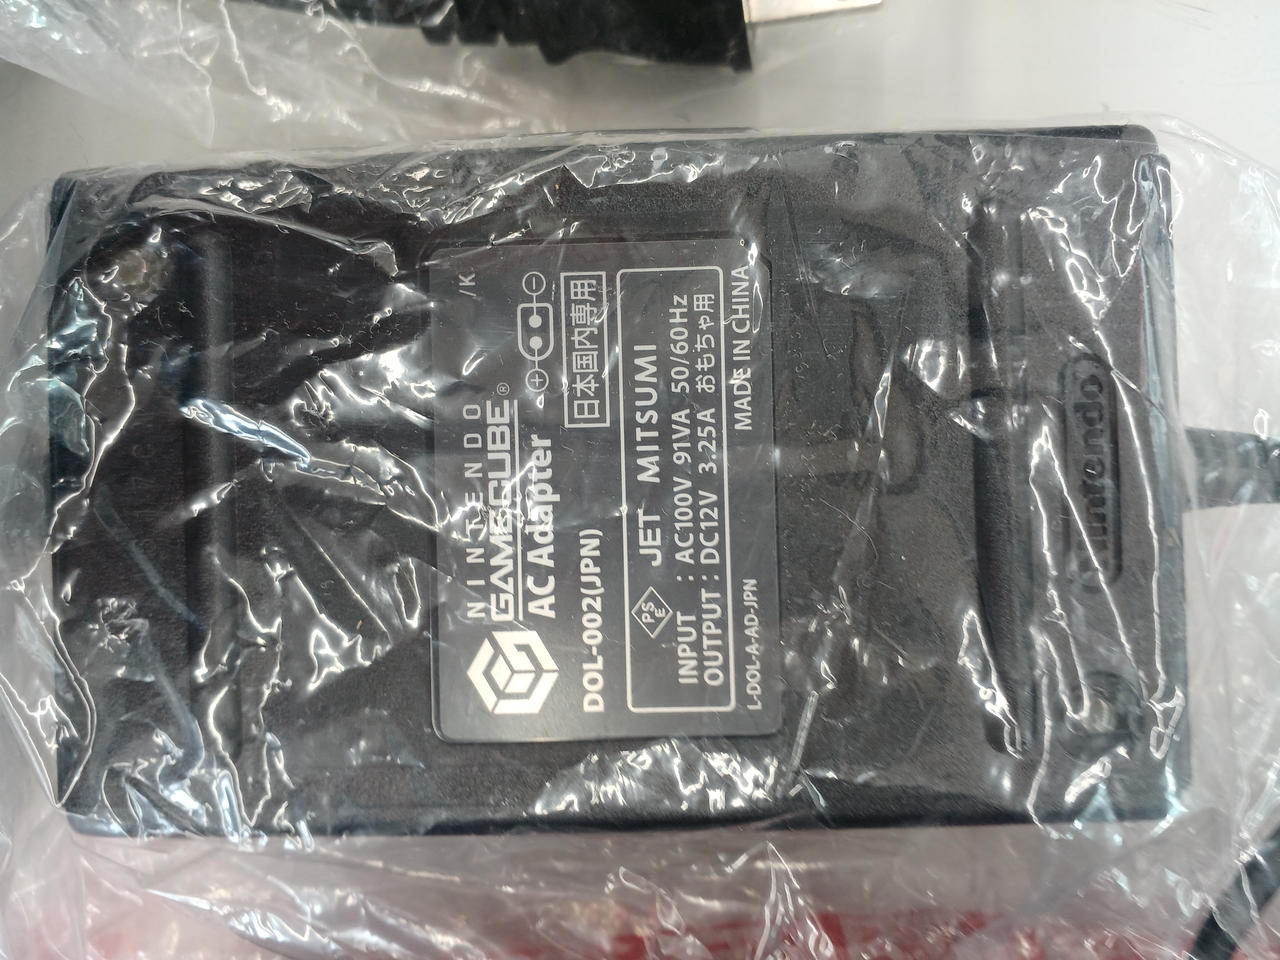 NINTENDO
GAMECUBE®
AC Adapter
DOL-002(JPN)
/K
日本国内専用
PSE JET MITSUMI
INPUT : AC100V 91VA 50/60Hz
OUTPUT : DC12V 3.25A おもちゃ用
L-DOL-A-AD-JPN
MADE IN CHINA
Nintendo